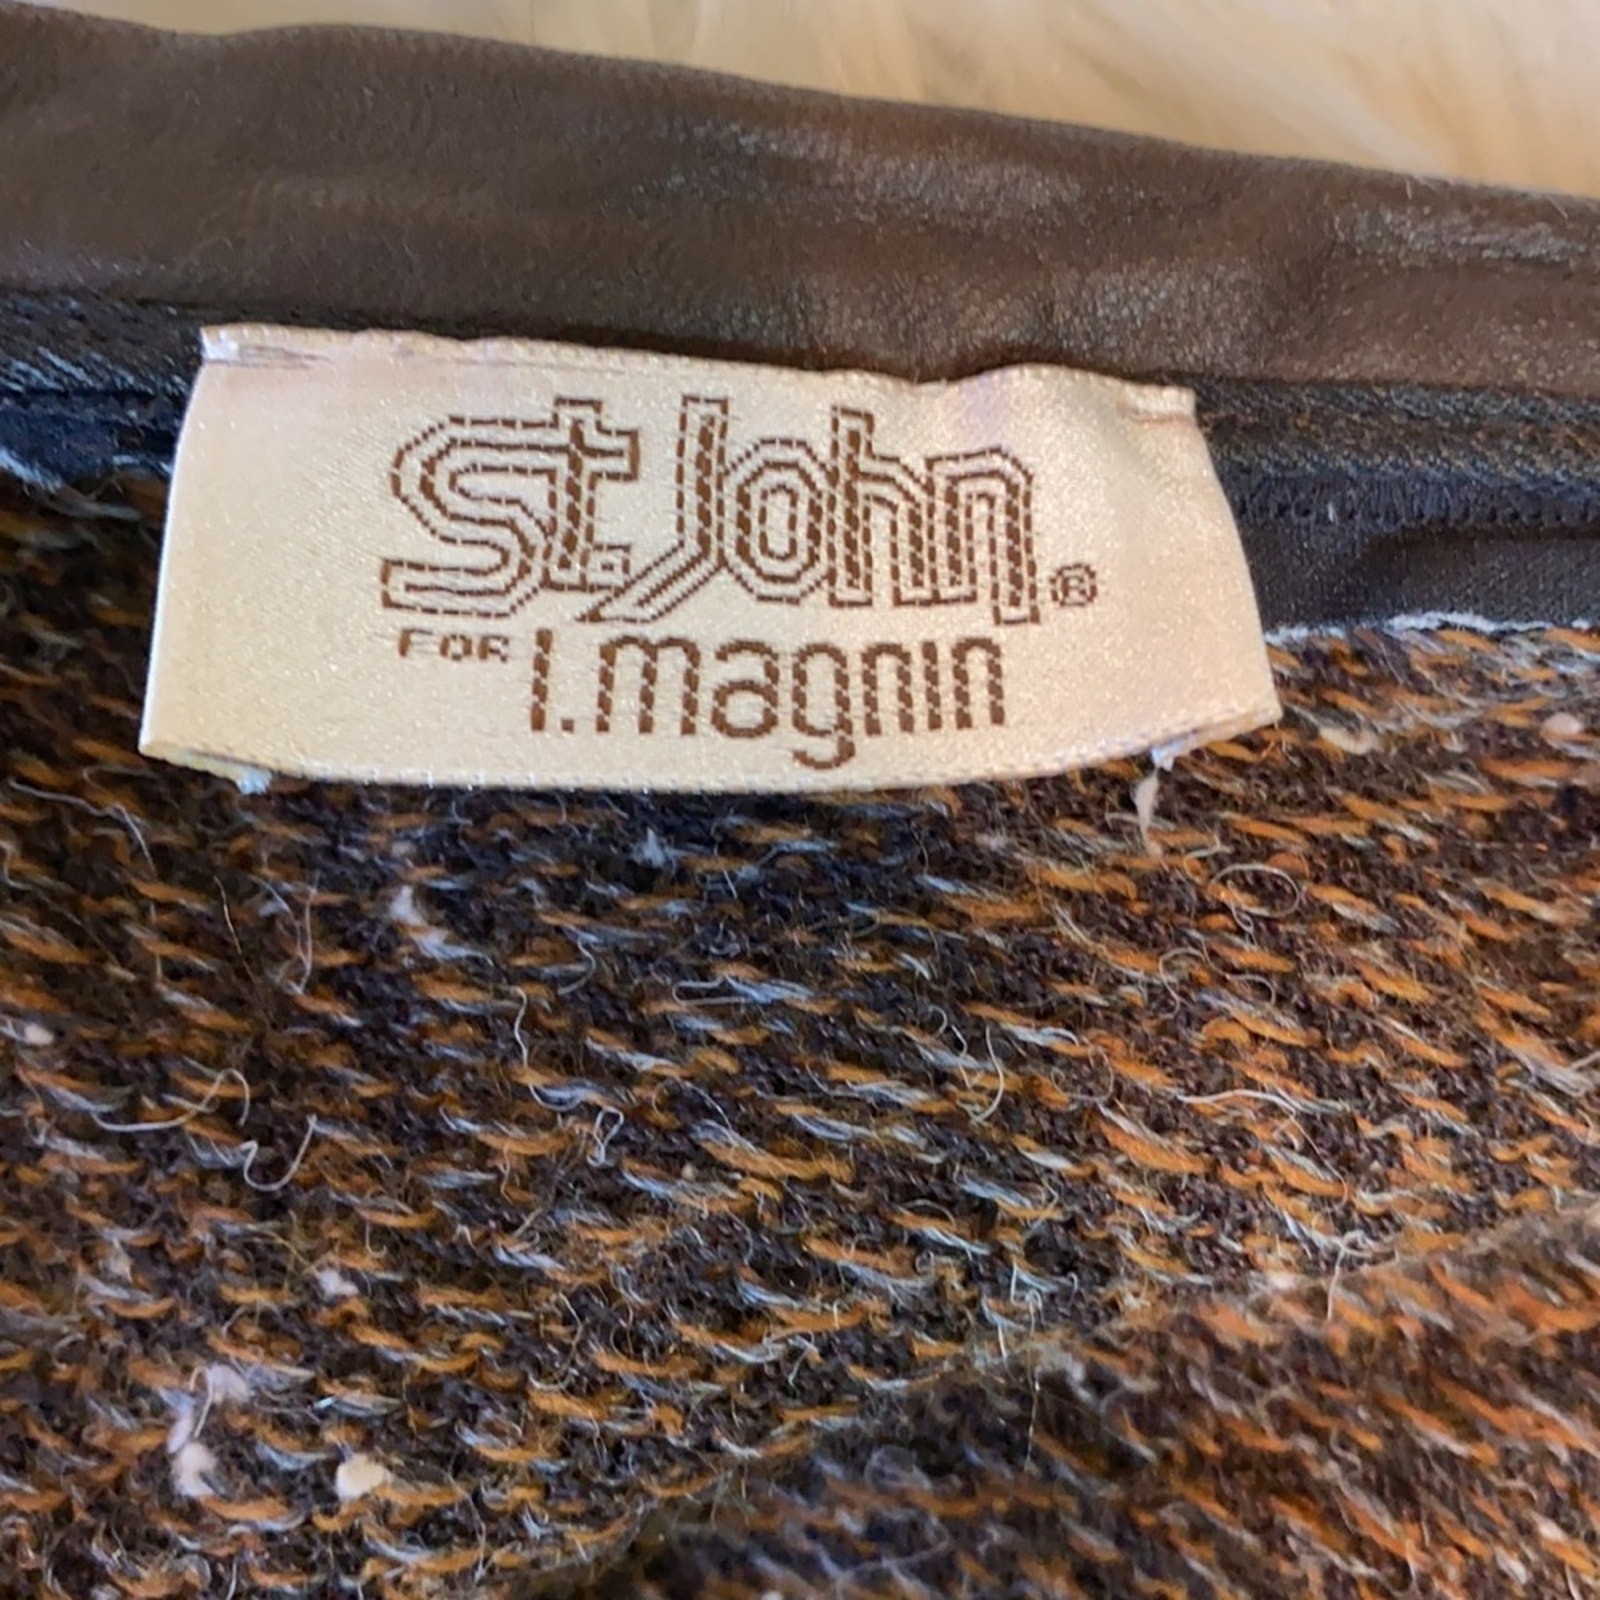 St. John®
FOR I. magnin